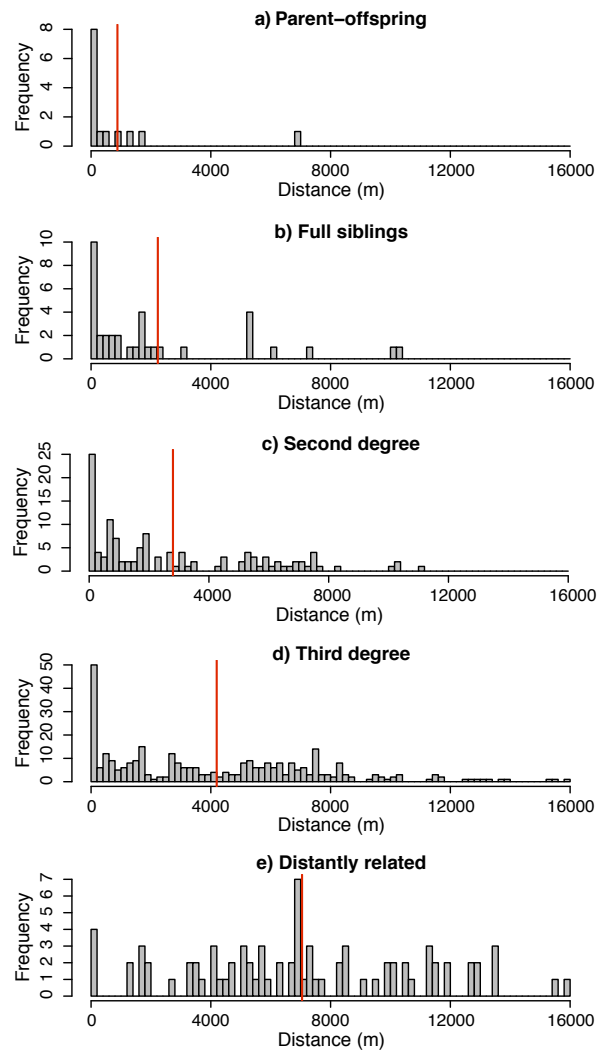 a) Parent−offspring
Frequency
0 2 4 6 8
0 4000 8000 12000 16000
Distance (m)
b) Full siblings
Frequency
0 2 4 6 8 10
0 4000 8000 12000 16000
Distance (m)
c) Second degree
Frequency
0 5 10 15 20 25
0 4000 8000 12000 16000
Distance (m)
d) Third degree
Frequency
0 10 20 30 40 50
0 4000 8000 12000 16000
Distance (m)
e) Distantly related
Frequency
0 1 2 3 4 5 6 7
0 4000 8000 12000 16000
Distance (m)